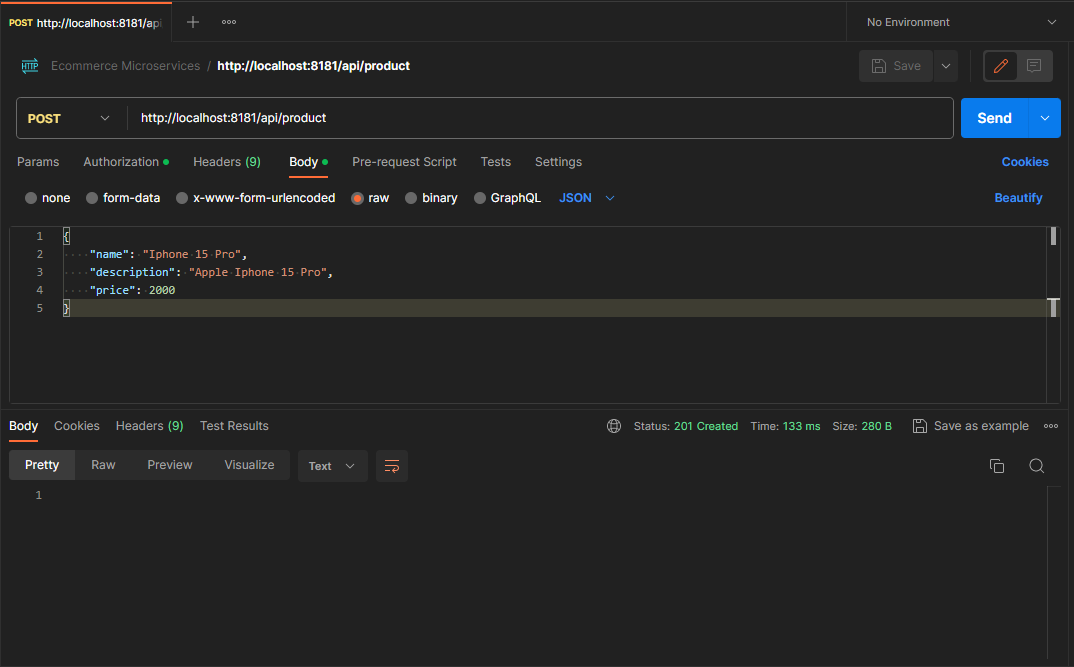 POST http://localhost:8181/api
No Environment
HTTP Ecommerce Microservices / http://localhost:8181/api/product
Save
POST http://localhost:8181/api/product
Send
Params Authorization Headers (9) Body Pre-request Script Tests Settings Cookies
none form-data x-www-form-urlencoded raw binary GraphQL JSON Beautify
1 {
2 "name": "Iphone 15 Pro",
3 "description": "Apple Iphone 15 Pro",
4 "price": 2000
5 }
Body Cookies Headers (9) Test Results Status: 201 Created Time: 133 ms Size: 280 B Save as example
Pretty Raw Preview Visualize Text
1